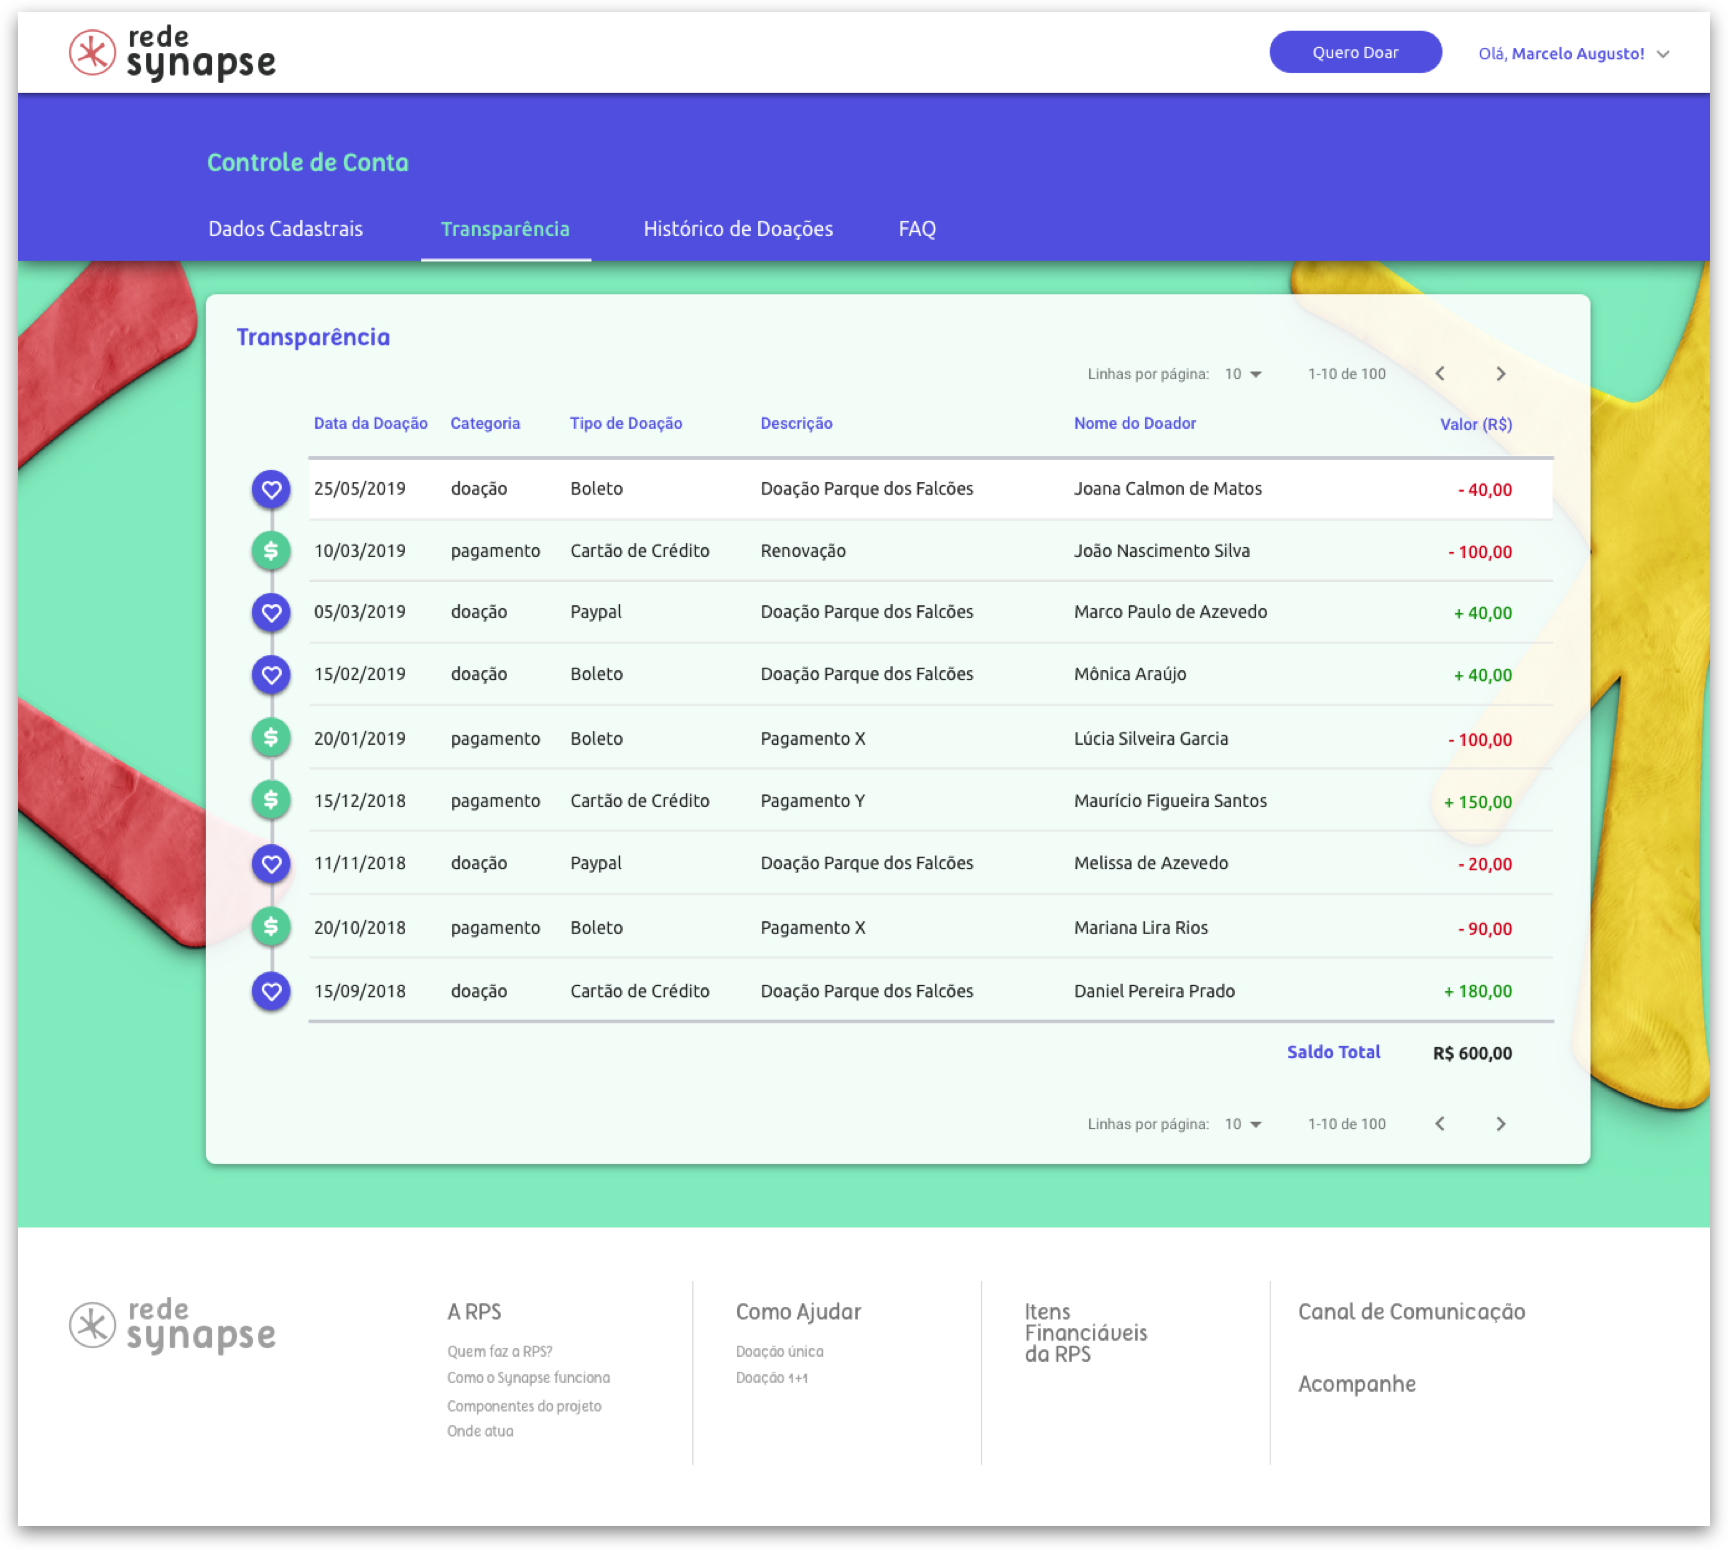 rede
synapse
Quero Doar
Olá, Marcelo Augusto!
Controle de Conta
Dados Cadastrais Transparência Histórico de Doações FAQ
Transparência
Linhas por página: 10 1-10 de 100
Data da Doação Categoria Tipo de Doação Descrição Nome do Doador Valor (R$)
25/05/2019 doação Boleto Doação Parque dos Falcões Joana Calmon de Matos - 40,00
$ 10/03/2019 pagamento Cartão de Crédito Renovação João Nascimento Silva - 100,00
05/03/2019 doação Paypal Doação Parque dos Falcões Marco Paulo de Azevedo + 40,00
15/02/2019 doação Boleto Doação Parque dos Falcões Mônica Araújo + 40,00
$ 20/01/2019 pagamento Boleto Pagamento X Lúcia Silveira Garcia - 100,00
$ 15/12/2018 pagamento Cartão de Crédito Pagamento Y Maurício Figueira Santos + 150,00
11/11/2018 doação Paypal Doação Parque dos Falcões Melissa de Azevedo - 20,00
$ 20/10/2018 pagamento Boleto Pagamento X Mariana Lira Rios - 90,00
15/09/2018 doação Cartão de Crédito Doação Parque dos Falcões Daniel Pereira Prado + 180,00
Saldo Total R$ 600,00
Linhas por página: 10 1-10 de 100
rede
synapse
A RPS
Quem faz a RPS?
Como o Synapse funciona
Componentes do projeto
Onde atua
Como Ajudar
Doação única
Doação 1+1
Itens
Financiáveis
da RPS
Canal de Comunicação
Acompanhe